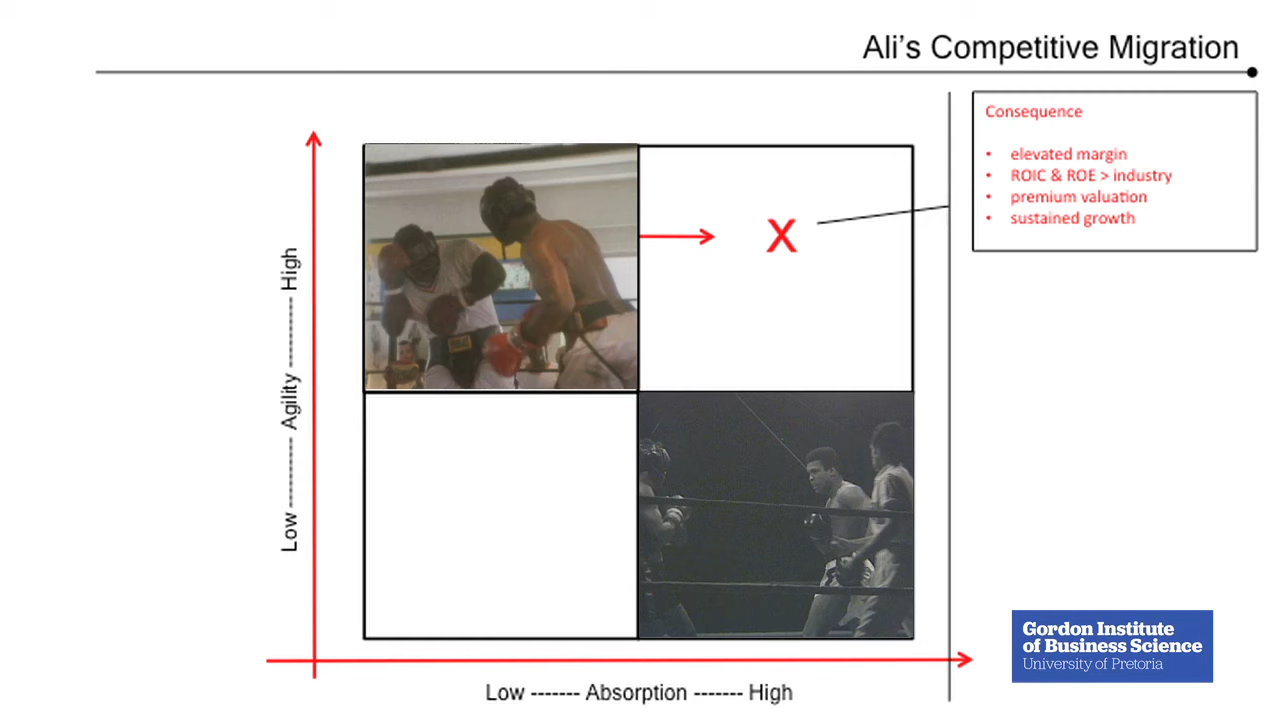 Ali's Competitive Migration
Consequence
• elevated margin
• ROIC & ROE > industry
• premium valuation
• sustained growth
X
Low ------- Agility ------- High
Low ------- Absorption ------- High
Gordon Institute
of Business Science
University of Pretoria